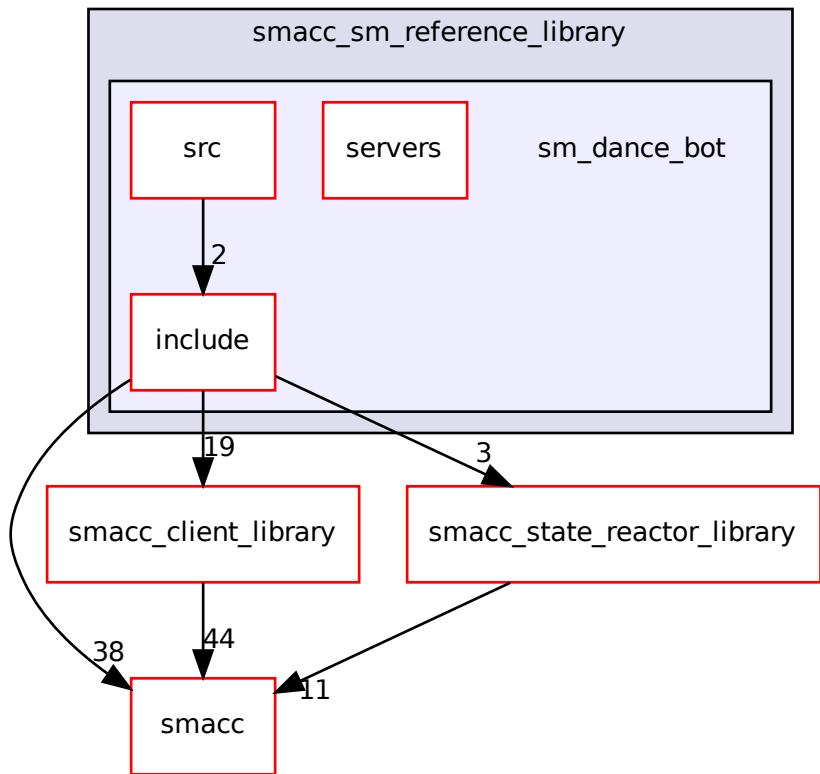 smacc_sm_reference_library
src
servers
sm_dance_bot
2
include
19
3
smacc_client_library
smacc_state_reactor_library
38
44
11
smacc